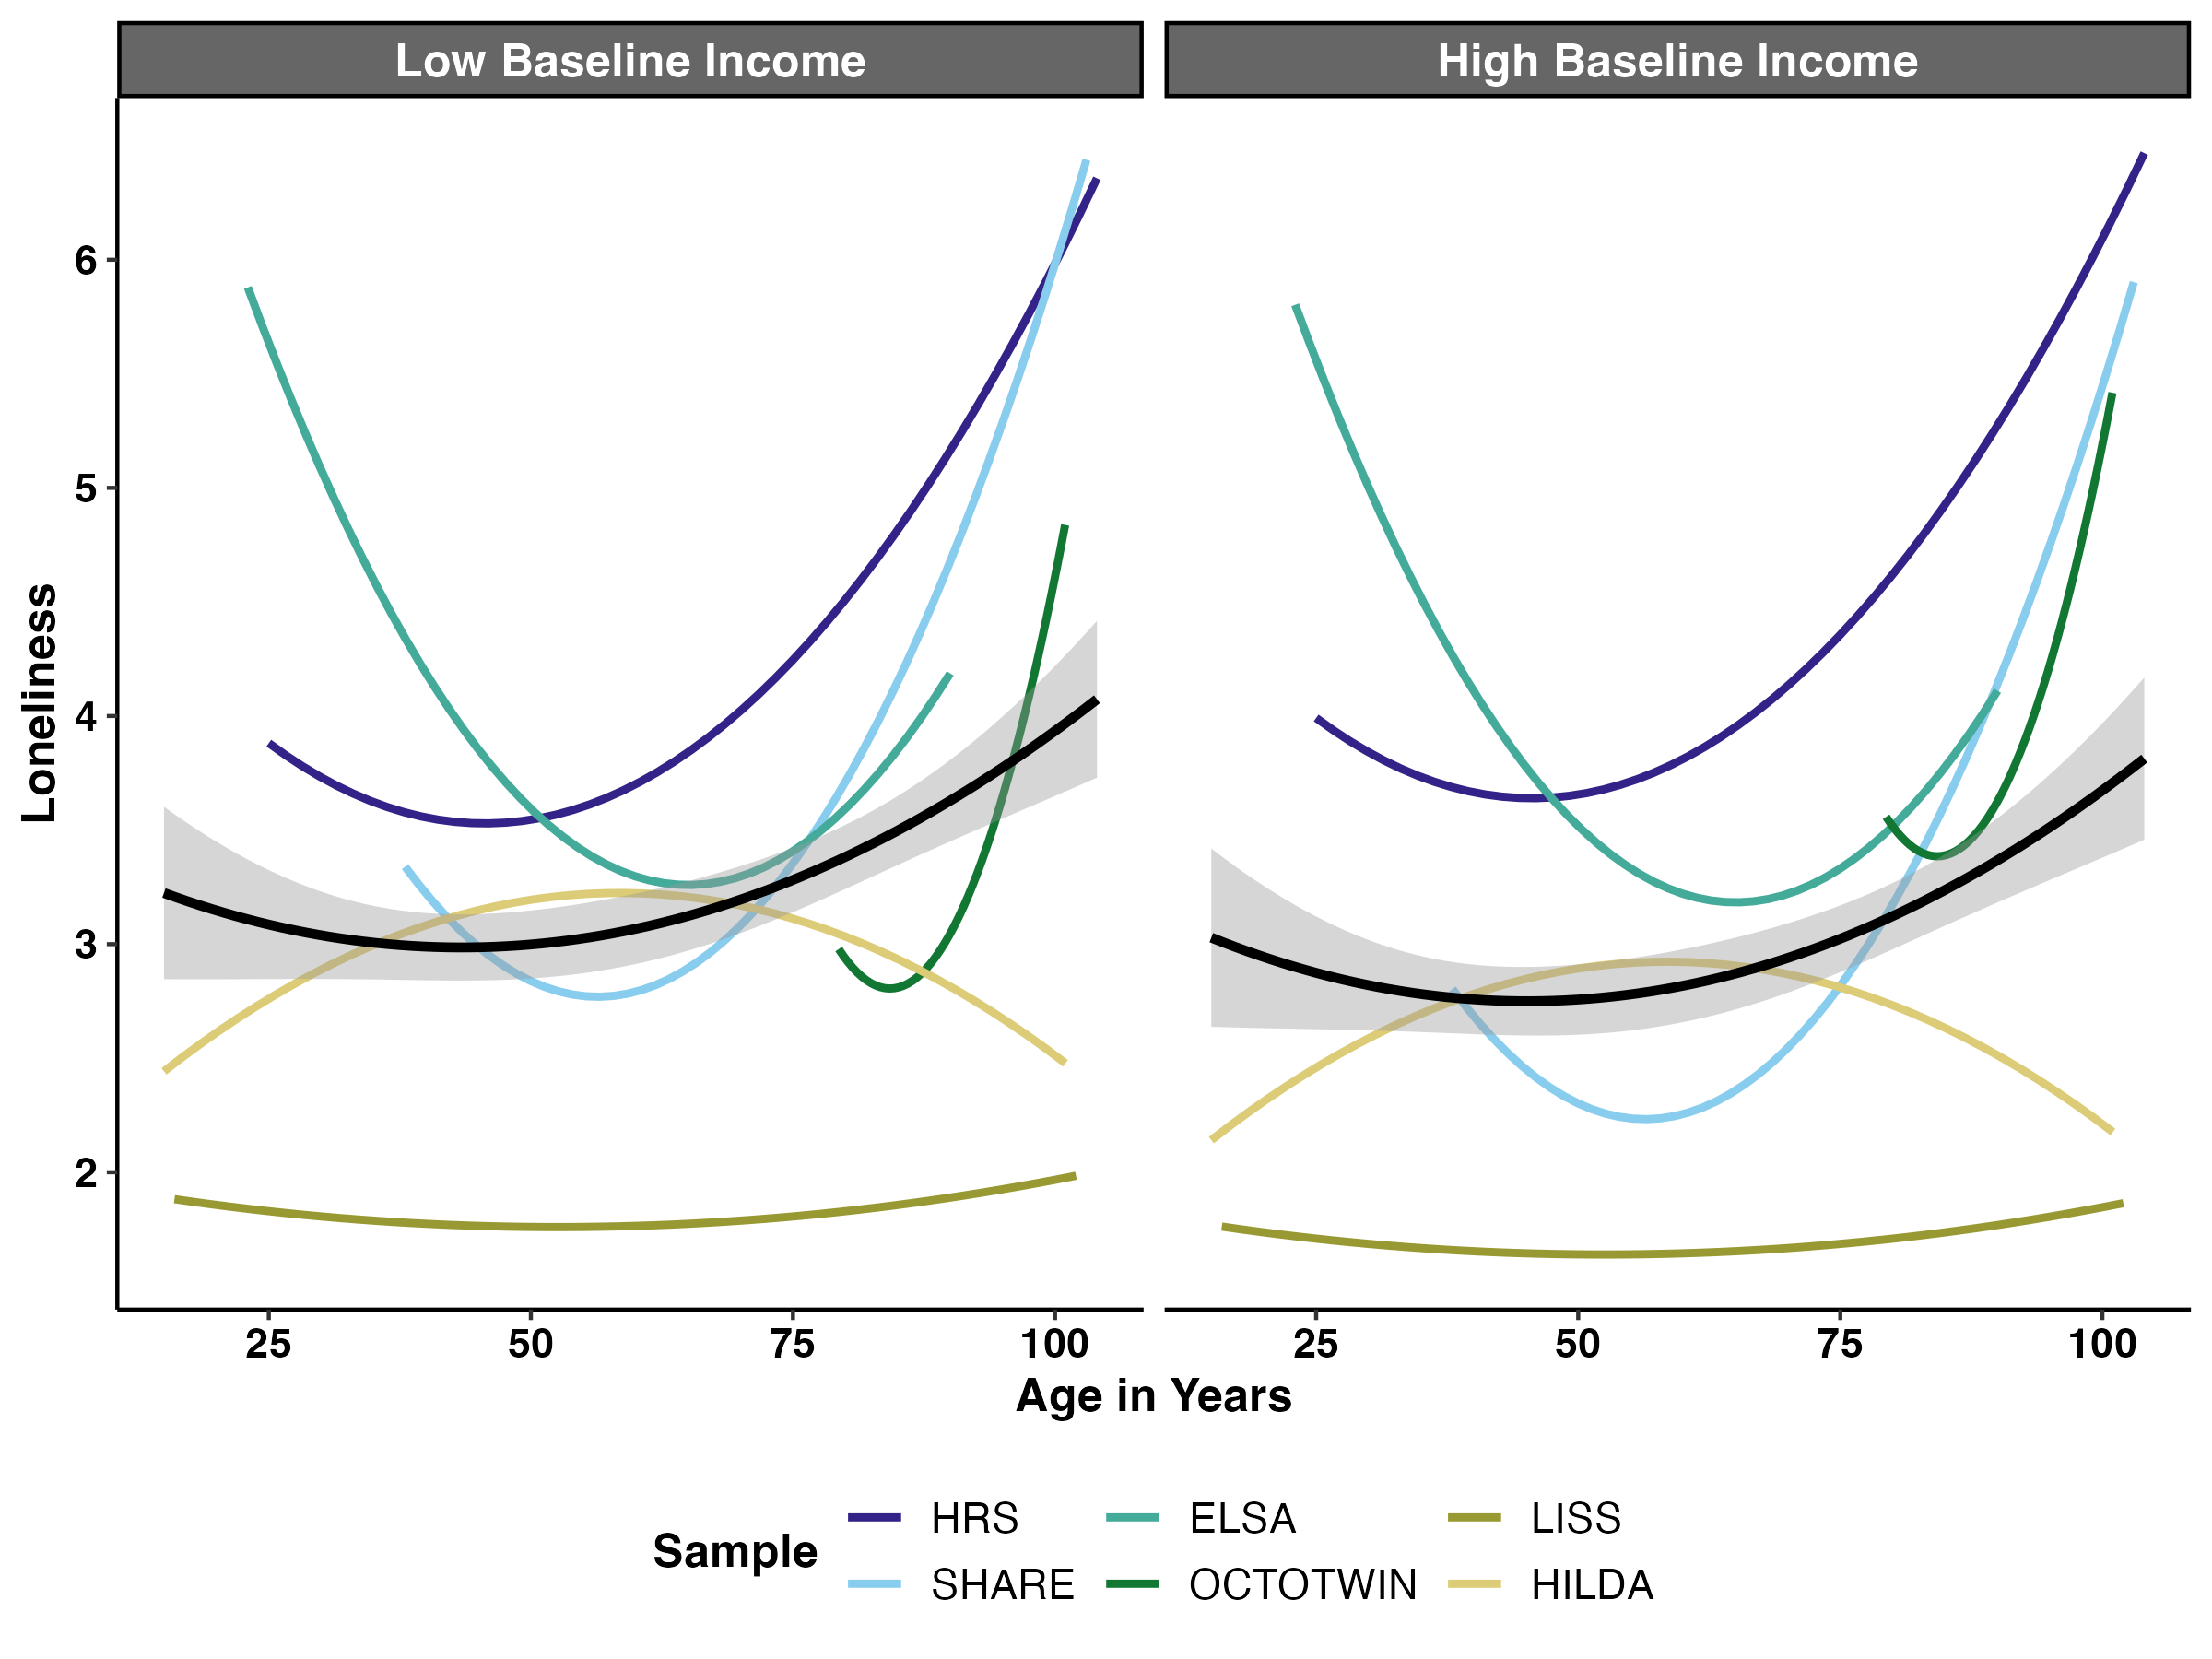 Low Baseline Income High Baseline Income
6
5
4
3
2
Loneliness
25 50 75 100 25 50 75 100
Age in Years
Sample
HRS ELSA LISS
SHARE OCTOTWIN HILDA